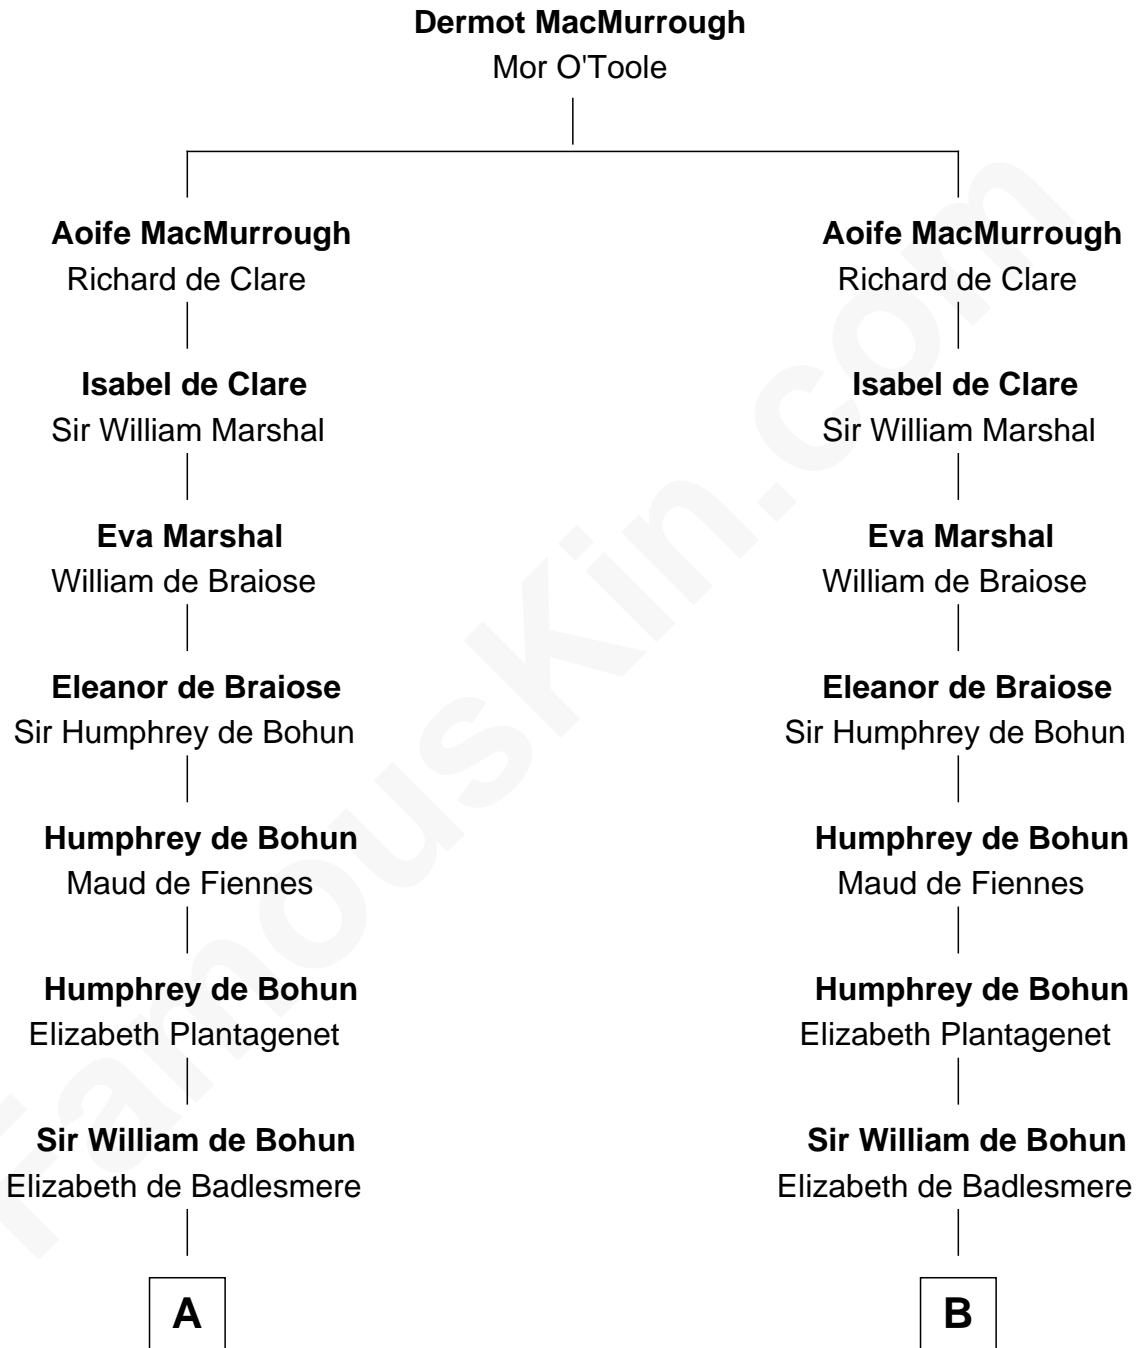 Dermot MacMurrough
Mor O'Toole
Aoife MacMurrough
Richard de Clare
Isabel de Clare
Sir William Marshal
Eva Marshal
William de Braiose
Eleanor de Braiose
Sir Humphrey de Bohun
Humphrey de Bohun
Maud de Fiennes
Humphrey de Bohun
Elizabeth Plantagenet
Sir William de Bohun
Elizabeth de Badlesmere
A
Aoife MacMurrough
Richard de Clare
Isabel de Clare
Sir William Marshal
Eva Marshal
William de Braiose
Eleanor de Braiose
Sir Humphrey de Bohun
Humphrey de Bohun
Maud de Fiennes
Humphrey de Bohun
Elizabeth Plantagenet
Sir William de Bohun
Elizabeth de Badlesmere
B
FamousKin.com